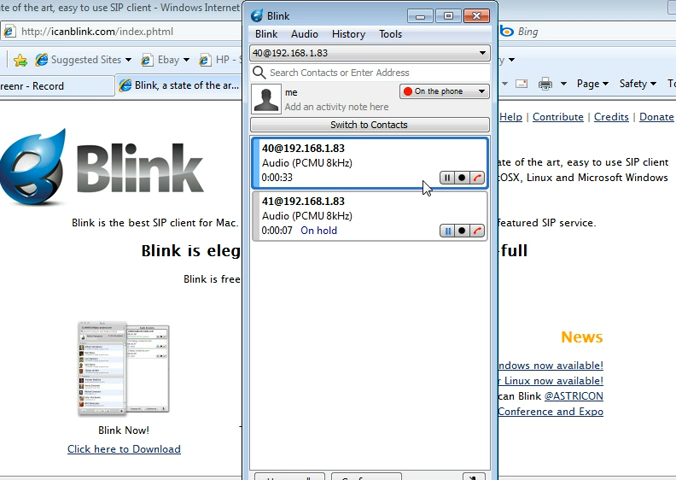 ate of the art, easy to use SIP client - Windows Internet
Blink
http://icanblink.com/index.phtml
Bing
Blink Audio History Tools
40@192.168.1.83
Suggested Sites
Ebay
HP -
Search Contacts or Enter Address
reenr - Record
Blink, a state of the ar...
me
On the phone
Add an activity note here
Page
Safety
Switch to Contacts
Help | Contribute | Credits | Donate
40@192.168.1.83
Audio (PCMU 8kHz)
0:00:33
41@192.168.1.83
Audio (PCMU 8kHz)
0:00:07 On hold
Blink
ate of the art, easy to use SIP client
OSX, Linux and Microsoft Windows
Blink is the best SIP client for Mac.
featured SIP service.
Blink is eleg
-full
Blink is free
News
ndows now available!
r Linux now available!
can Blink @ASTRICON
Conference and Expo
Blink Now!
Click here to Download